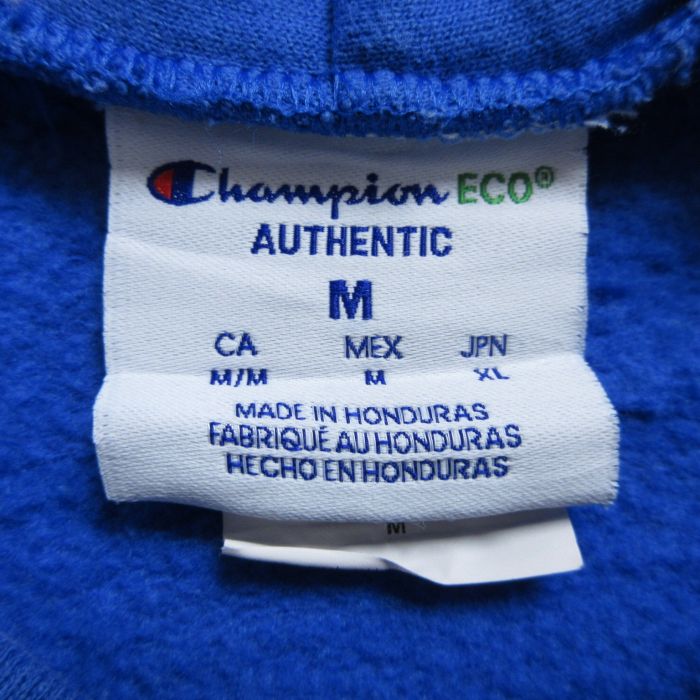 Champion ECO®
AUTHENTIC
M
CA MEX JPN
M/M M XL
MADE IN HONDURAS
FABRIQUÉ AU HONDURAS
HECHO EN HONDURAS
M